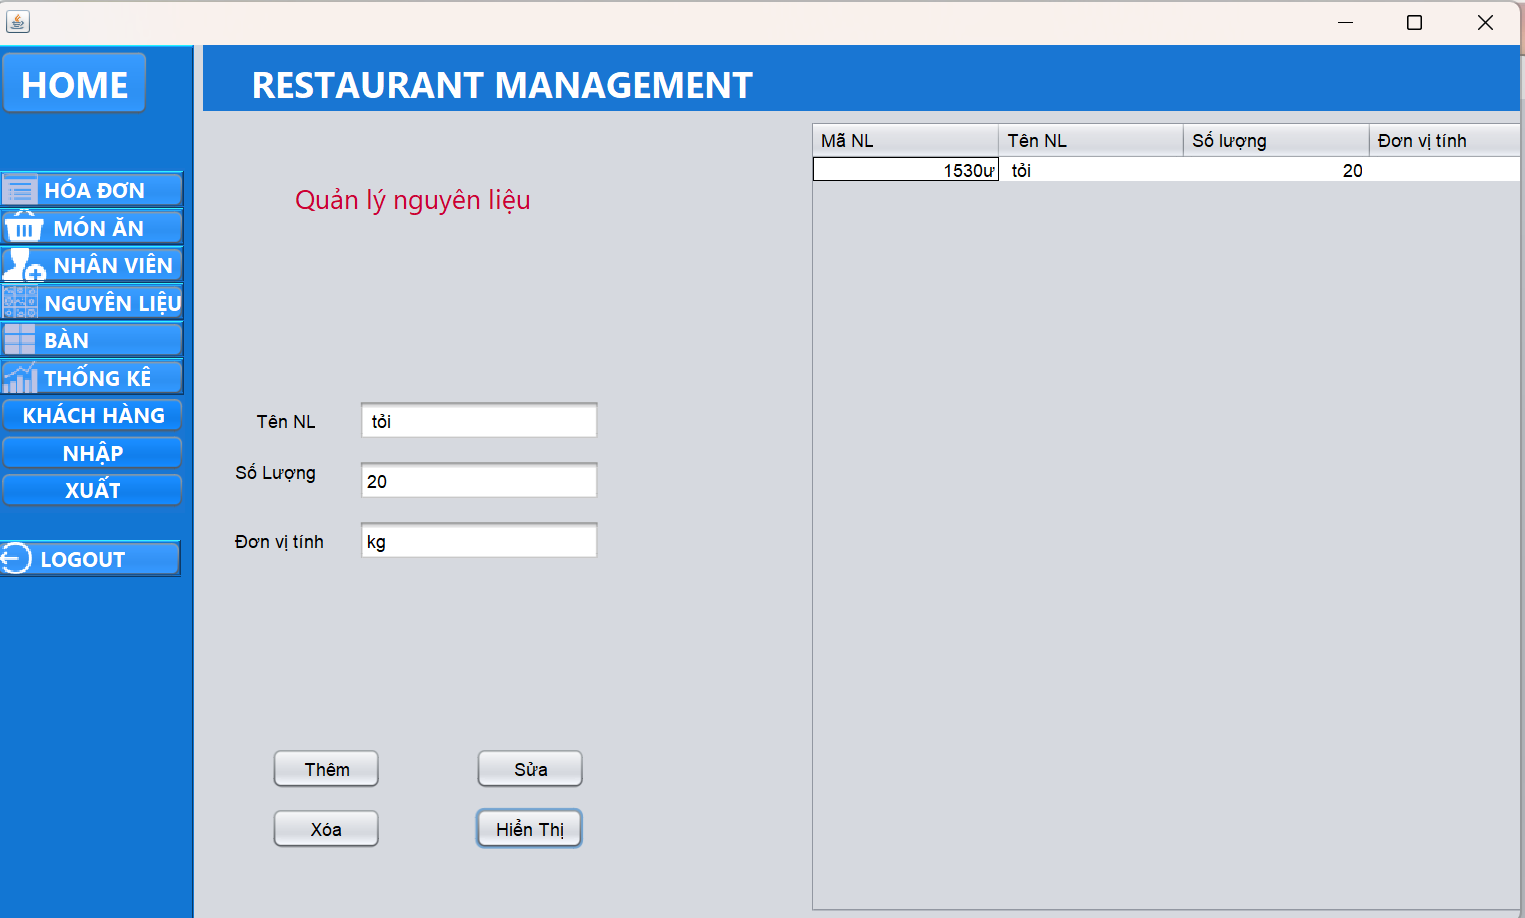 HOME
RESTAURANT MANAGEMENT
HÓA ĐƠN
MÓN ĂN
NHÂN VIÊN
NGUYÊN LIỆU
BÀN
THỐNG KÊ
KHÁCH HÀNG
NHẬP
XUẤT
LOGOUT
Quản lý nguyên liệu
Tên NL tỏi
Số Lượng 20
Đơn vị tính kg
Thêm Sửa
Xóa Hiển Thị
Mã NL Tên NL Số lượng Đơn vị tính
1530ư tỏi 20